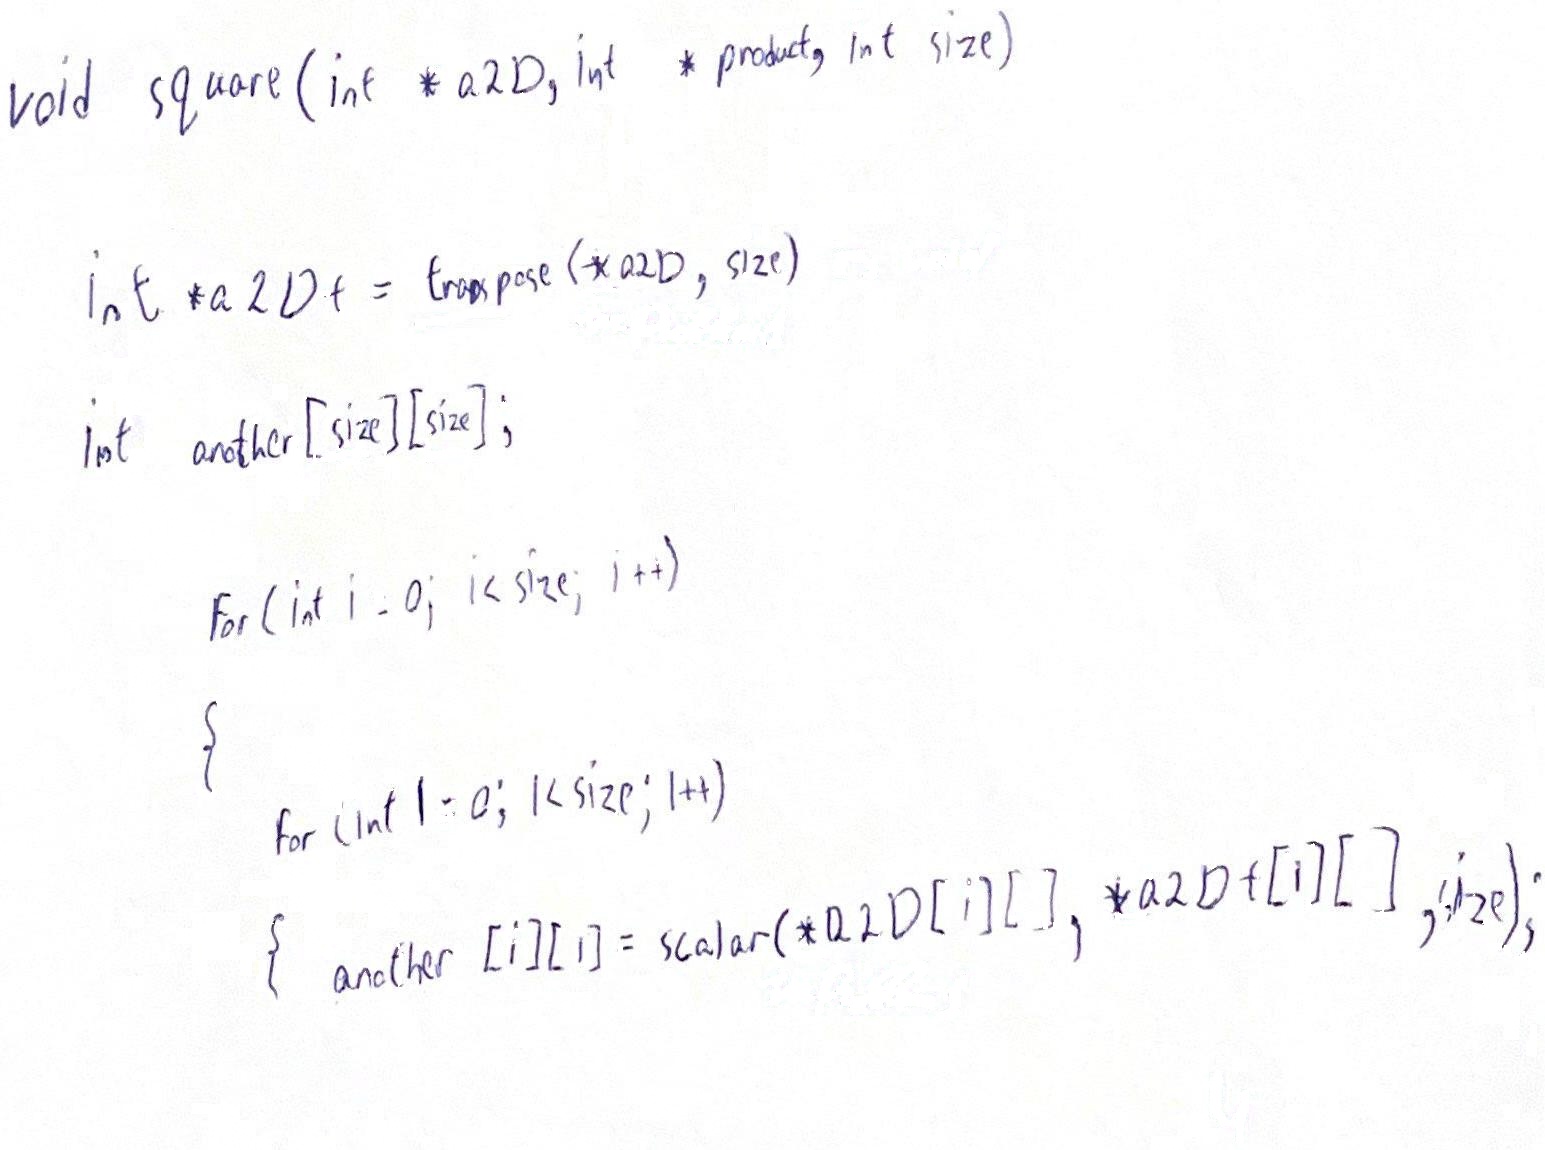 void square(int *a2D, int * product, int size)
int *a2Dt = transpose(*a2D, size)
int another[size][size];
For(int i = 0; i< size; i++)
{
For (int l = 0; l< size; l++)
{ another [i][l] = scalar(*a2D[i][], *a2Dt[l][], size);